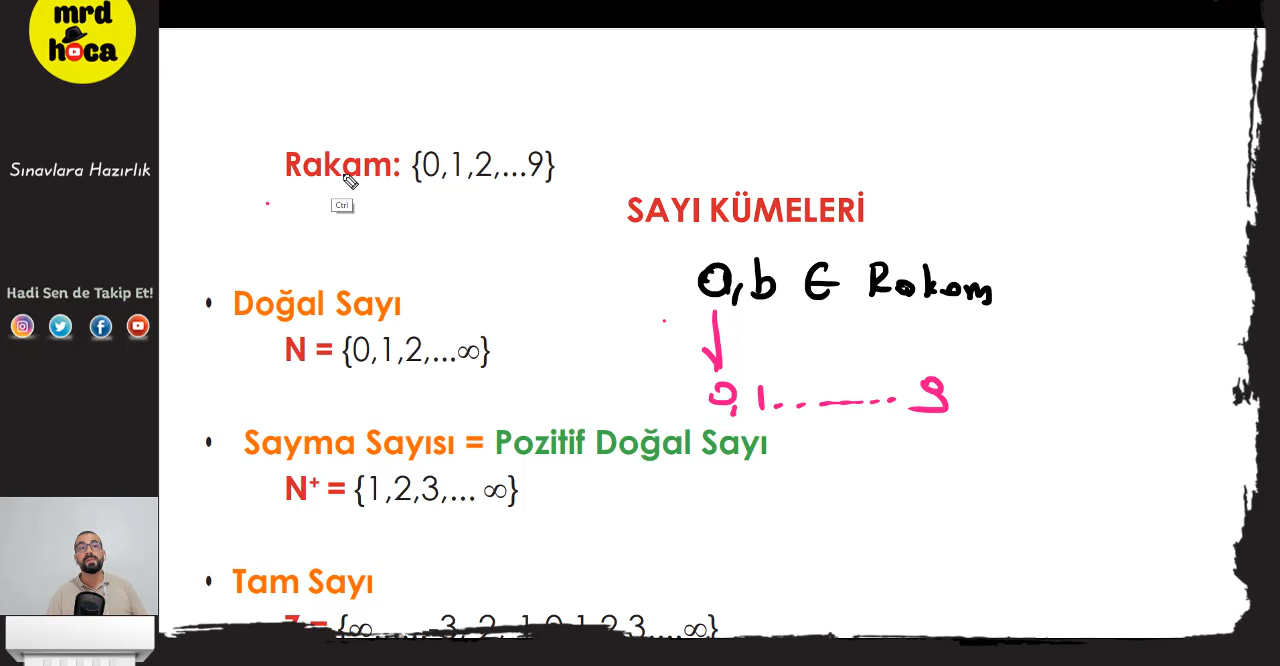 mrd
hoca
Sınavlara Hazırlık
Hadi Sen de Takip Et!
Rakam: {0,1,2,...9}
Ctrl
SAYI KÜMELERİ
a,b ∈ Rakam
0,1.......9
• Doğal Sayı
N = {0,1,2,...∞}
• Sayma Sayısı = Pozitif Doğal Sayı
N⁺ = {1,2,3,... ∞}
• Tam Sayı